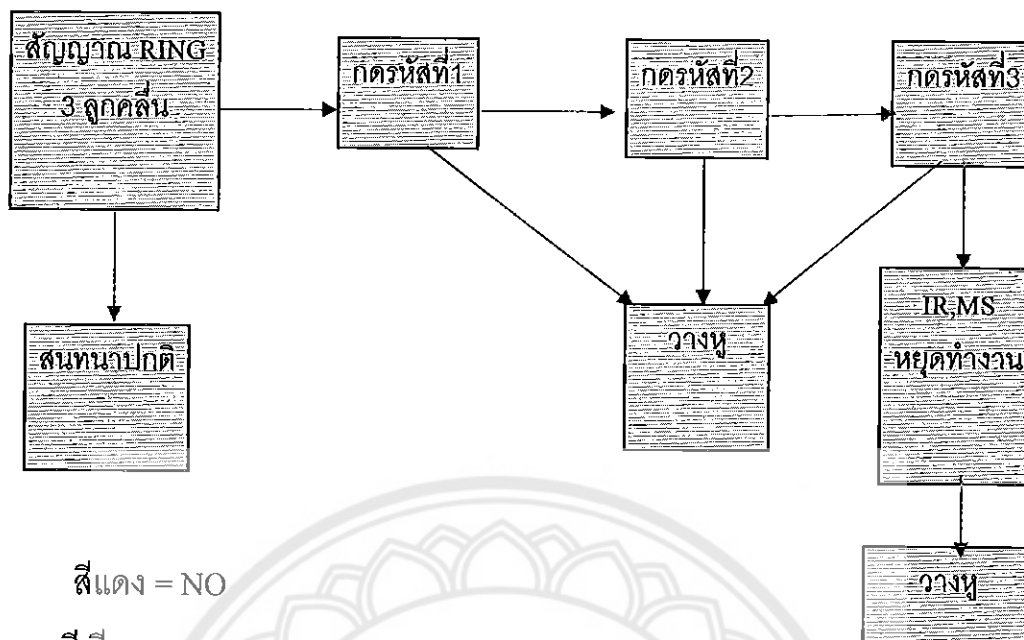 สัญญาณ RING
3 ลูกคลื่น
กดรหัสที่1
กดรหัสที่2
กดรหัสที่3
สนทนาปกติ
วางหู
IR,MS
หยุดทำงาน
วางหู
สีแดง = NO